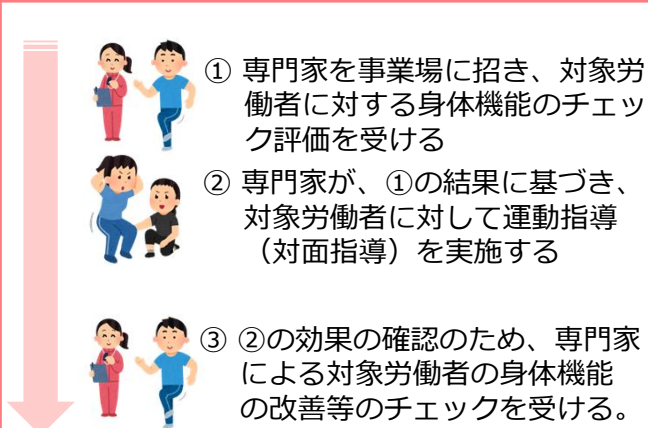 ① 専門家を事業場に招き、対象労
働者に対する身体機能のチェッ
ク評価を受ける
② 専門家が、①の結果に基づき、
対象労働者に対して運動指導
（対面指導）を実施する
③ ②の効果の確認のため、専門家
による対象労働者の身体機能
の改善等のチェックを受ける。